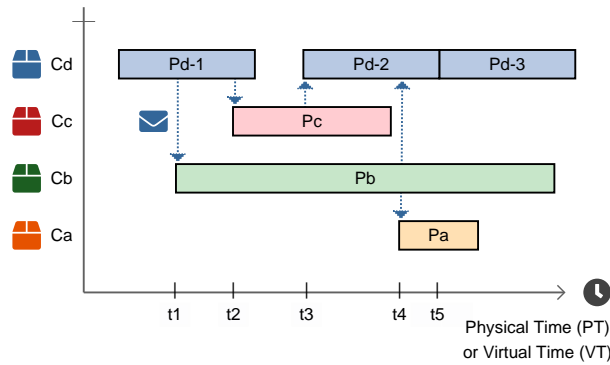 Cd Pd-1 Pd-2 Pd-3
Cc Pc
Cb Pb
Ca Pa
t1 t2 t3 t4 t5
Physical Time (PT)
or Virtual Time (VT)